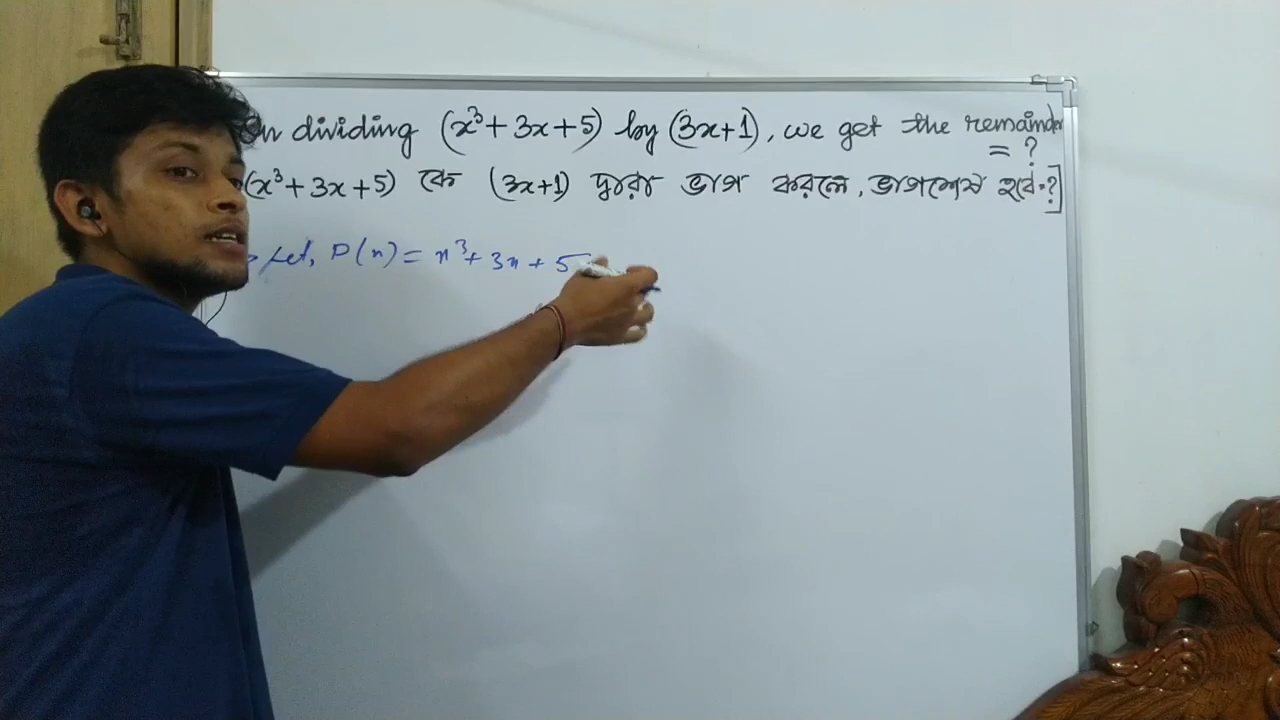 On dividing (x³ + 3x + 5) by (3x+1), we get the remainder
= ?
(x³ + 3x + 5) কে (3x+1) দ্বারা ভাগ করলে, ভাগশেষ হবে?]
Let, P(x) = x³ + 3x + 5